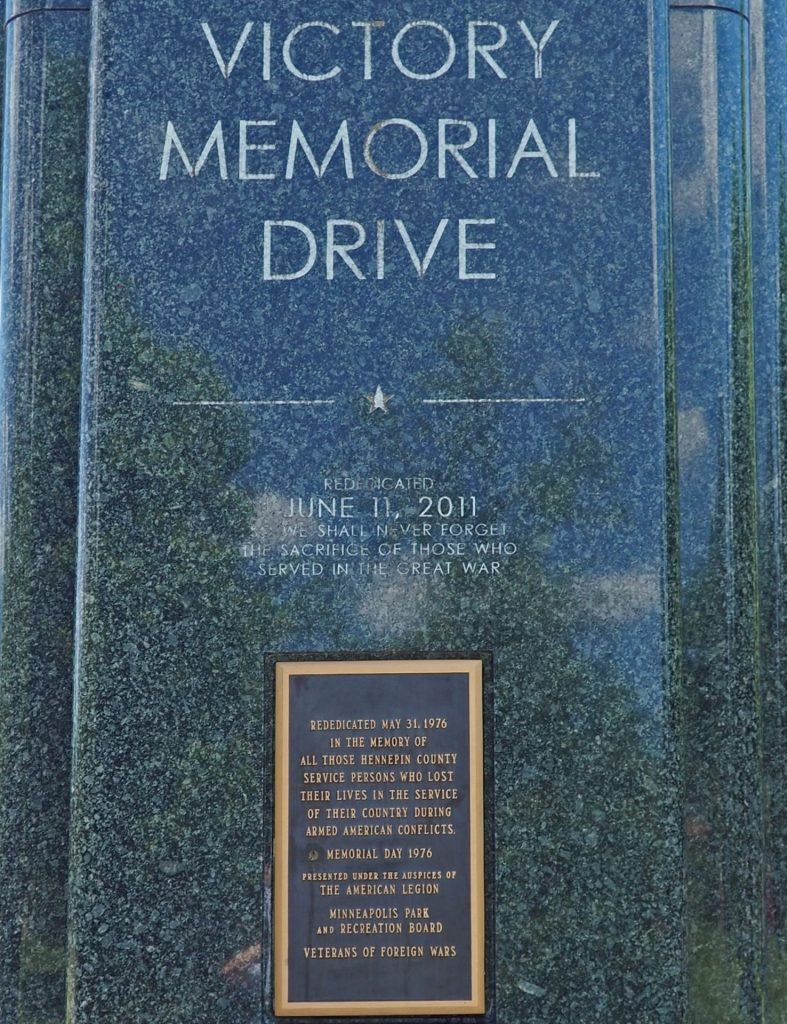 VICTORY
MEMORIAL
DRIVE
REDEDICATED
JUNE 11, 2011
WE SHALL NEVER FORGET
THE SACRIFICE OF THOSE WHO
SERVED IN THE GREAT WAR
REDEDICATED MAY 31, 1976
IN THE MEMORY OF
ALL THOSE HENNEPIN COUNTY
SERVICE PERSONS WHO LOST
THEIR LIVES IN THE SERVICE
OF THEIR COUNTRY DURING
ARMED AMERICAN CONFLICTS.
MEMORIAL DAY 1976
PRESENTED UNDER THE AUSPICES OF
THE AMERICAN LEGION
MINNEAPOLIS PARK
AND RECREATION BOARD
VETERANS OF FOREIGN WARS